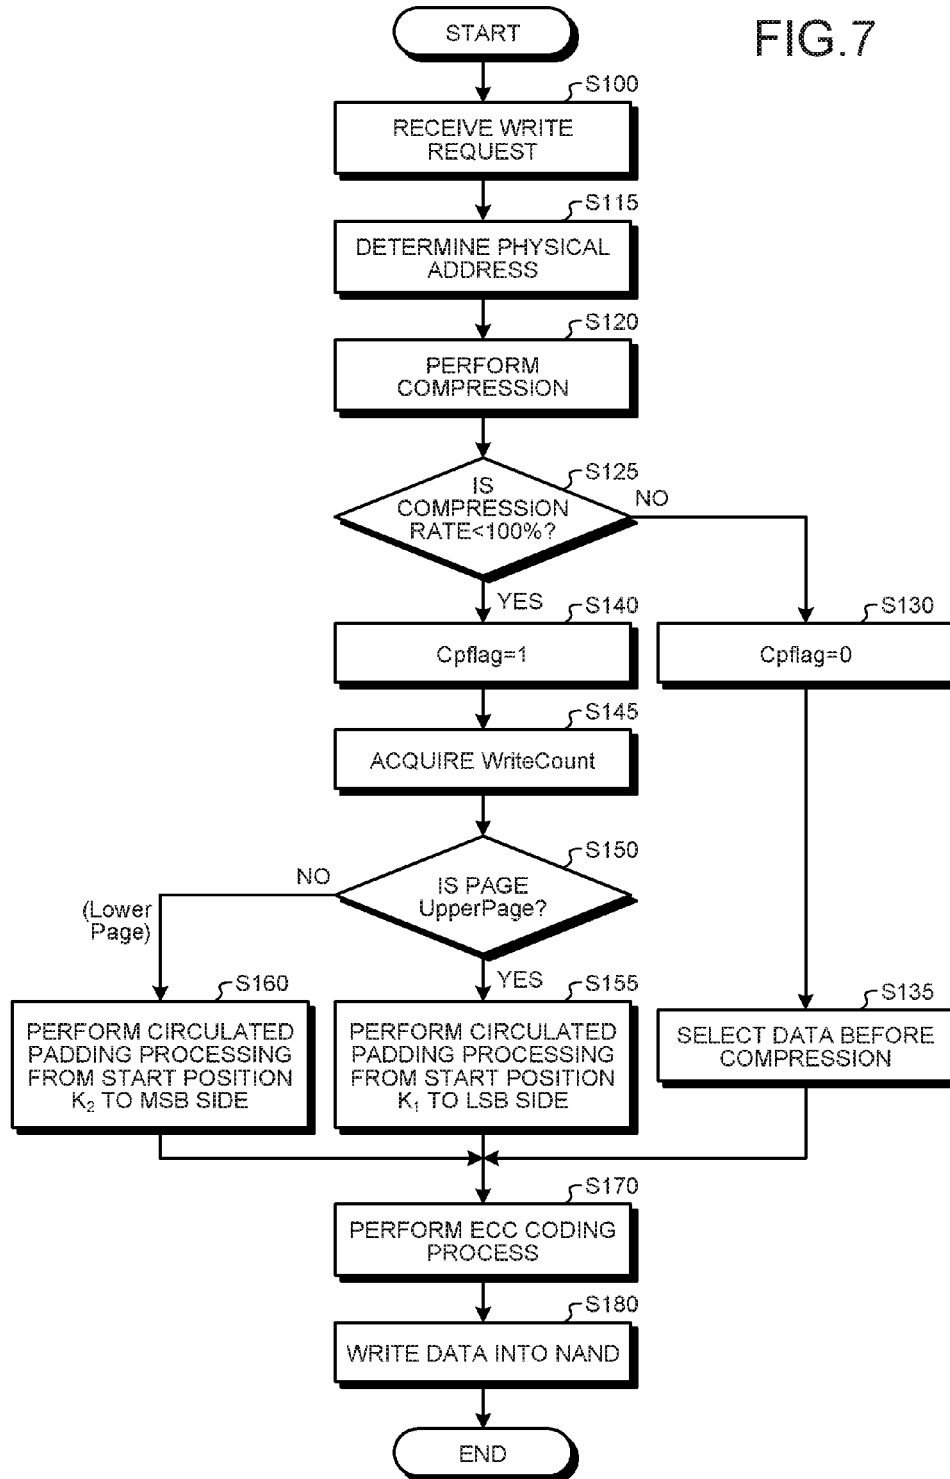 FIG.7
START
S100
RECEIVE WRITE
REQUEST
S115
DETERMINE PHYSICAL
ADDRESS
S120
PERFORM
COMPRESSION
S125
IS
COMPRESSION
RATE<100%?
NO
YES
S140
Cpflag=1
S130
Cpflag=0
S145
ACQUIRE WriteCount
S150
IS PAGE
UpperPage?
NO
(Lower
Page)
YES
S160
PERFORM CIRCULATED
PADDING PROCESSING
FROM START POSITION
K₂ TO MSB SIDE
S155
PERFORM CIRCULATED
PADDING PROCESSING
FROM START POSITION
K₁ TO LSB SIDE
S135
SELECT DATA BEFORE
COMPRESSION
S170
PERFORM ECC CODING
PROCESS
S180
WRITE DATA INTO NAND
END